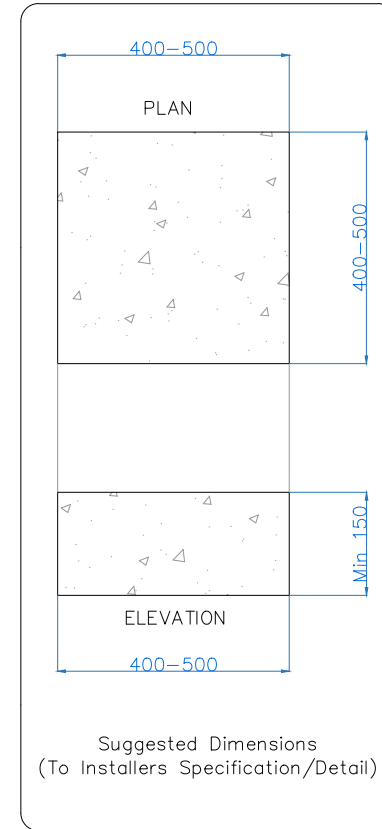 400-500
PLAN
400-500
Min 150
ELEVATION
400-500
Suggested Dimensions
(To Installers Specification/Detail)